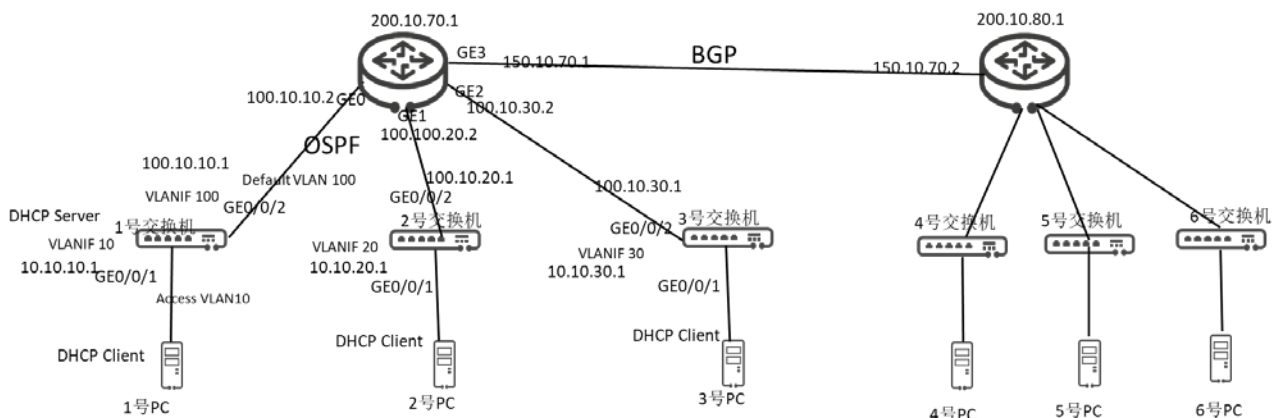 200.10.70.1
200.10.80.1
GE3
150.10.70.1
BGP
150.10.70.2
100.10.10.2
GE0
GE2
100.10.30.2
GE1
100.100.20.2
OSPF
100.10.10.1
Default VLAN 100
100.10.20.1
100.10.30.1
VLANIF 100
GE0/0/2
GE0/0/2
DHCP Server
1号交换机
2号交换机
GE0/0/2
3号交换机
4号交换机
5号交换机
6号交换机
VLANIF 10
10.10.10.1
VLANIF 20
10.10.20.1
VLANIF 30
10.10.30.1
GE0/0/1
GE0/0/1
GE0/0/1
Access VLAN10
DHCP Client
DHCP Client
DHCP Client
1号PC
2号PC
3号PC
4号PC
5号PC
6号PC